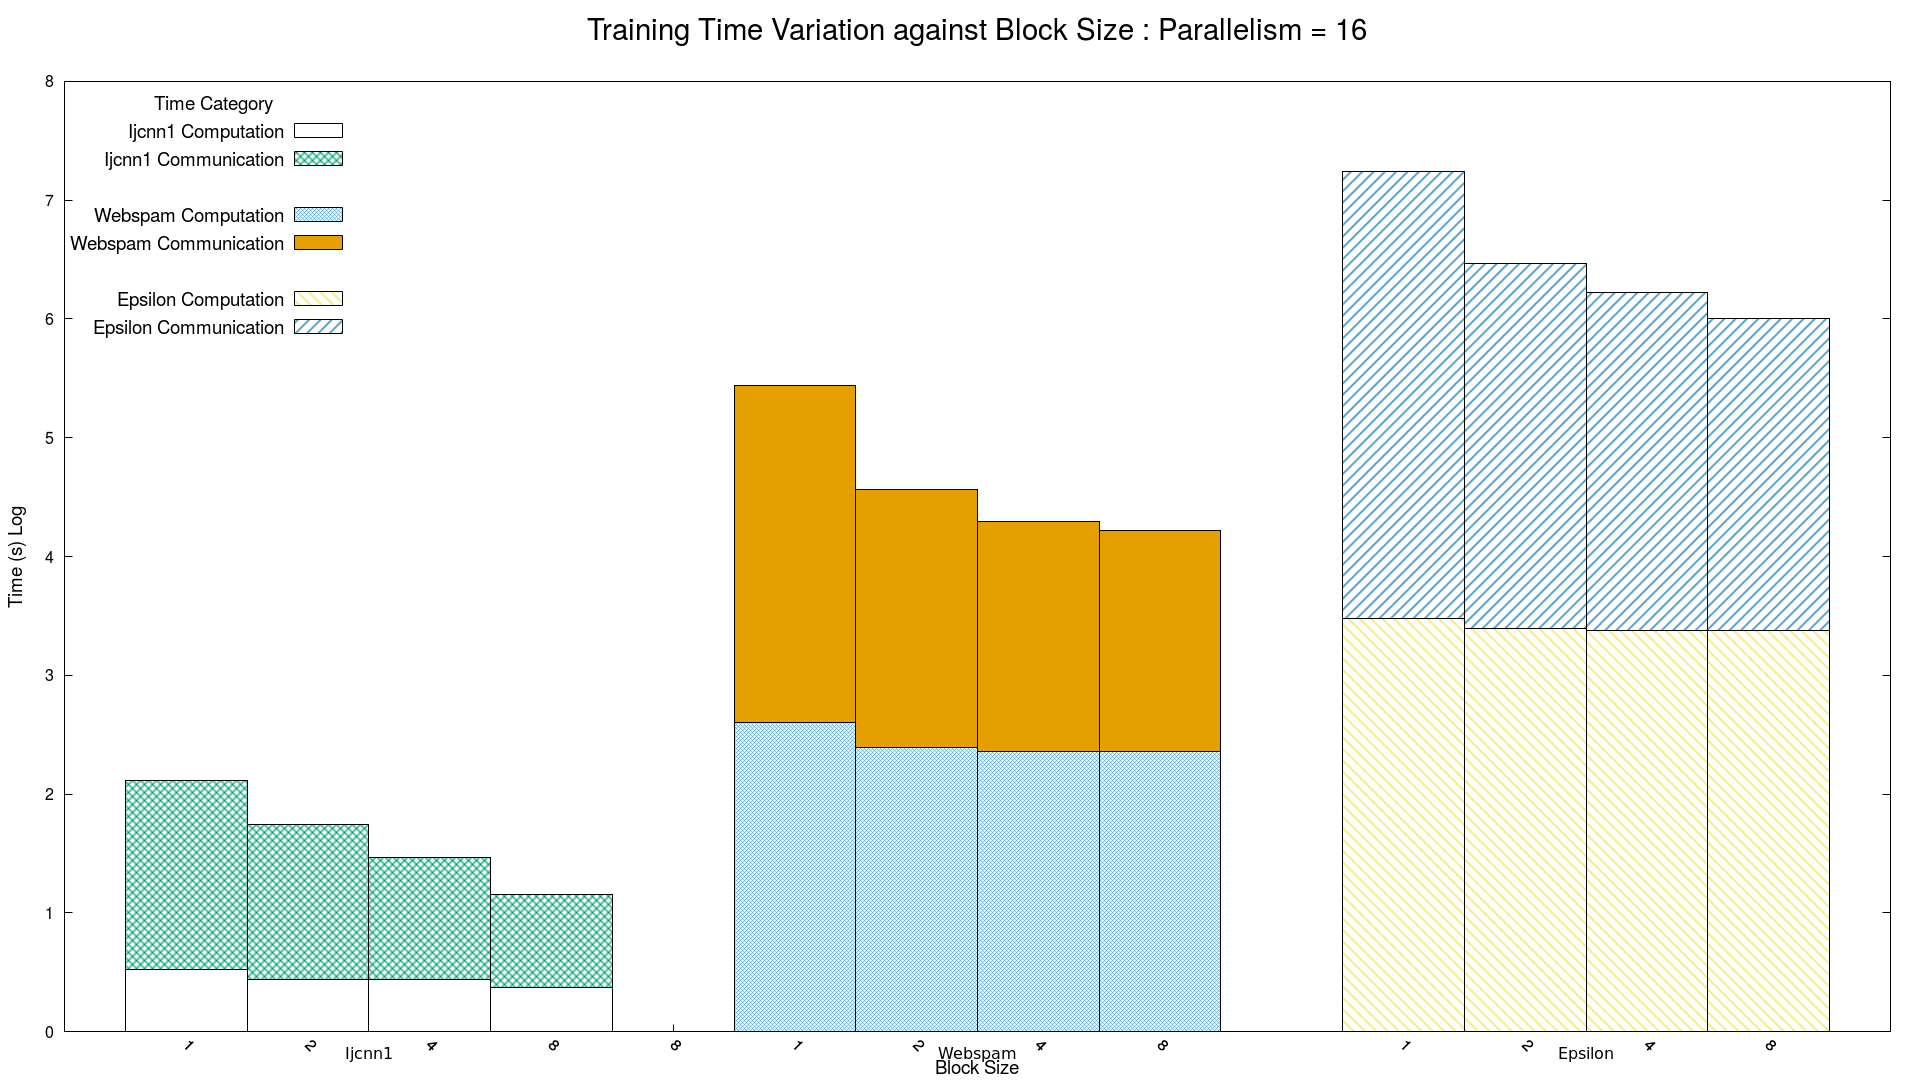 Training Time Variation against Block Size : Parallelism = 16
8
7
6
5
4
3
2
1
0
Time (s) Log
Time Category
Ijcnn1 Computation
Ijcnn1 Communication
Webspam Computation
Webspam Communication
Epsilon Computation
Epsilon Communication
1 2 4 8 8 1 2 4 8 1 2 4 8
Ijcnn1 Webspam Epsilon
Block Size